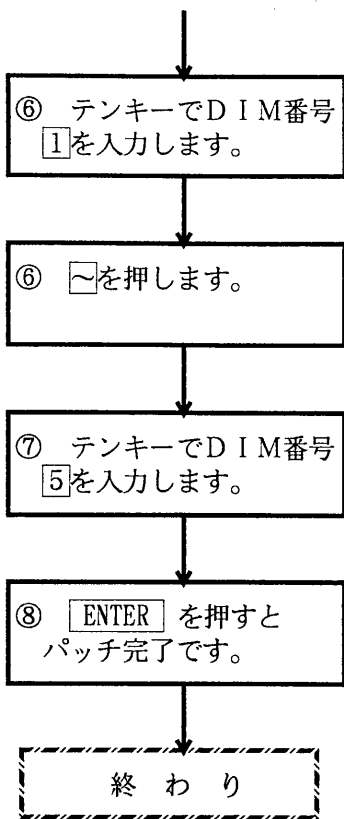 ⑥ テンキーでDIM番号
1を入力します。
⑥ ~を押します。
⑦ テンキーでDIM番号
5を入力します。
⑧ ENTER を押すと
パッチ完了です。
終わり